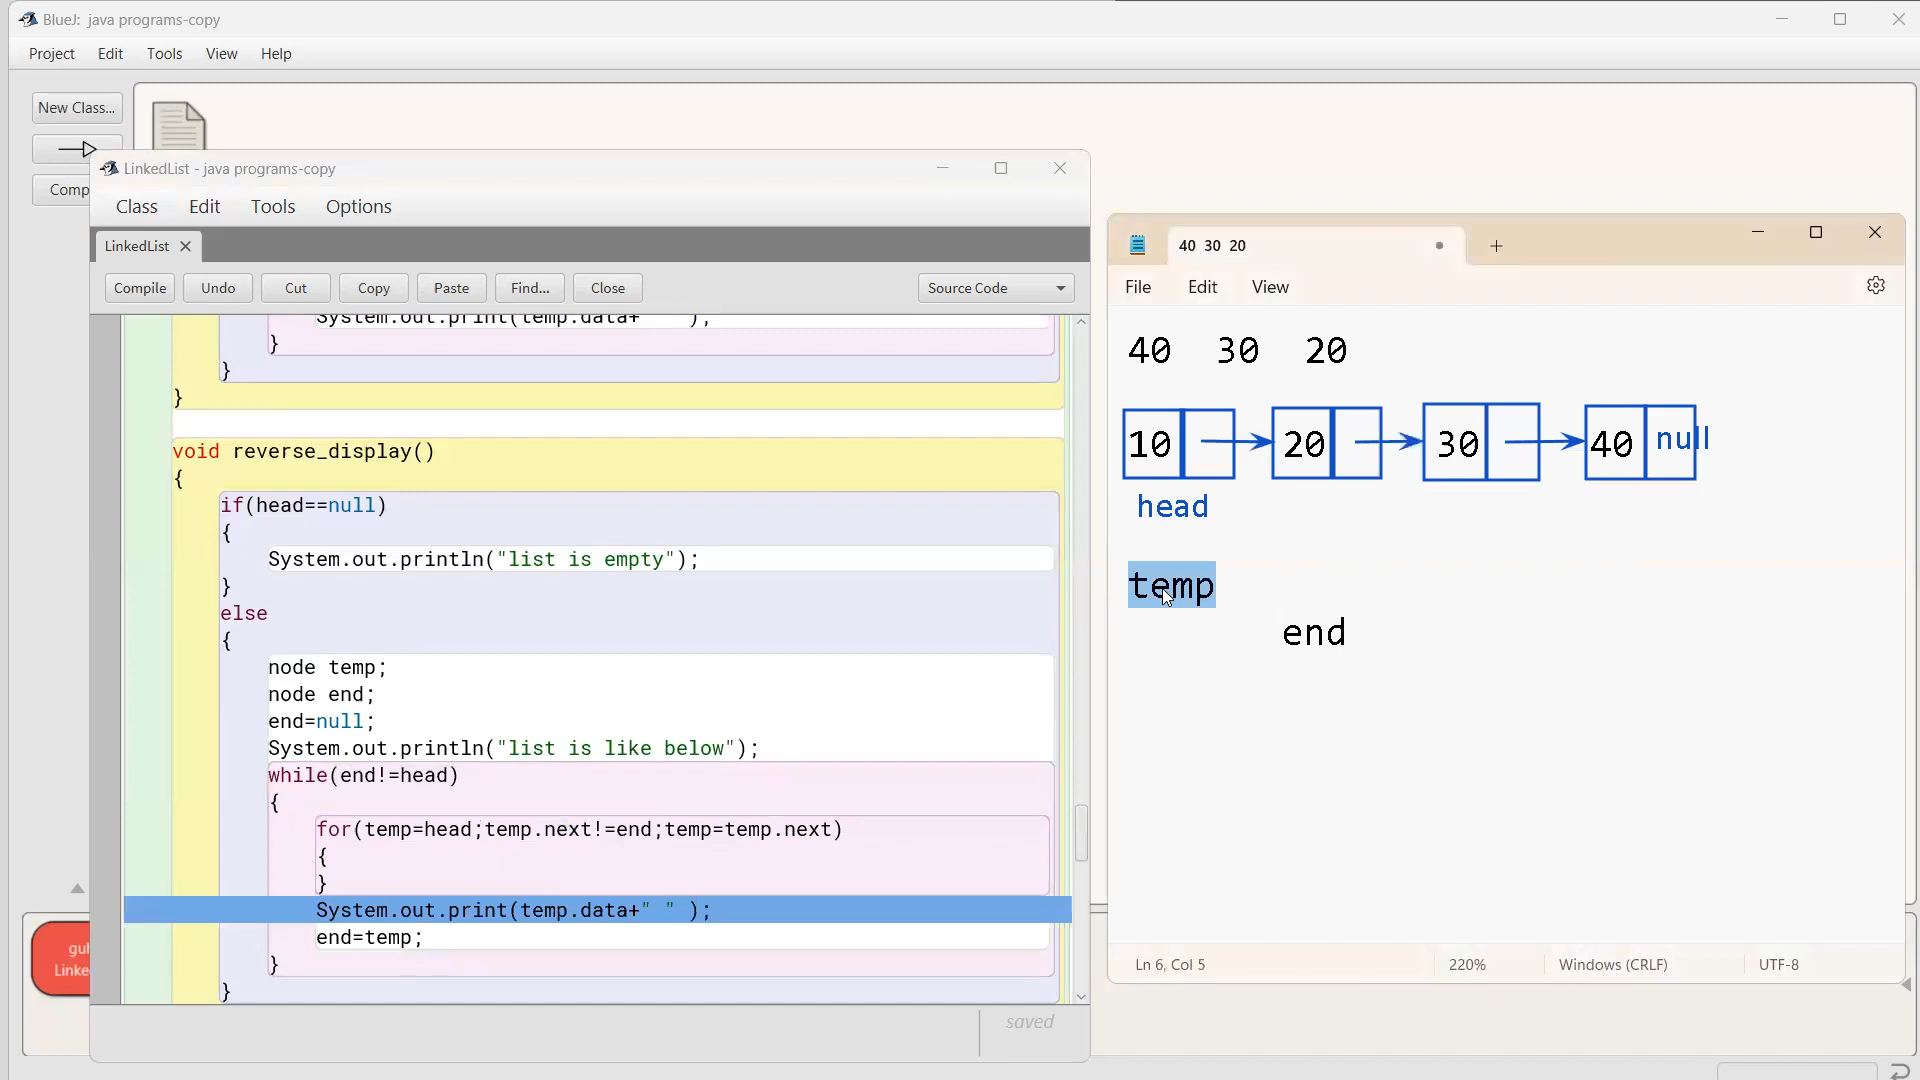 BlueJ: java programs-copy
Project Edit Tools View Help
New Class...
Comp
LinkedList - java programs-copy
Class Edit Tools Options
LinkedList
Compile Undo Cut Copy Paste Find... Close Source Code
System.out.print(temp.data+" " );
}
}
}
void reverse_display()
{
if(head==null)
{
System.out.println("list is empty");
}
else
{
node temp;
node end;
end=null;
System.out.println("list is like below");
while(end!=head)
{
for(temp=head;temp.next!=end;temp=temp.next)
{
}
System.out.print(temp.data+" " );
end=temp;
}
}
saved
guh
Linke
40 30 20
File Edit View
40 30 20
10 20 30 40 null
head
temp
end
Ln 6, Col 5 220% Windows (CRLF) UTF-8